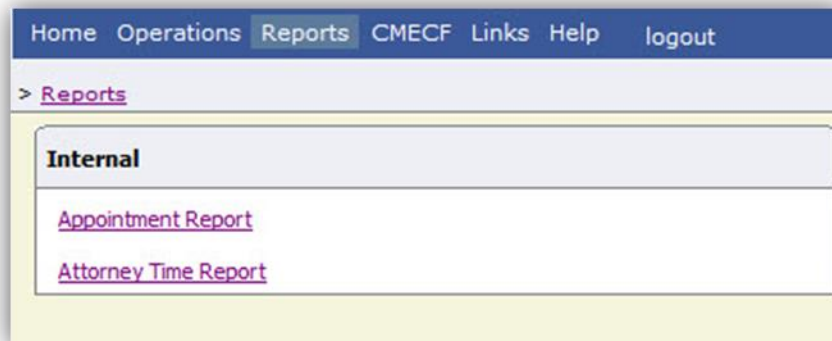 Home Operations Reports CMECF Links Help logout
> Reports
Internal
Appointment Report
Attorney Time Report